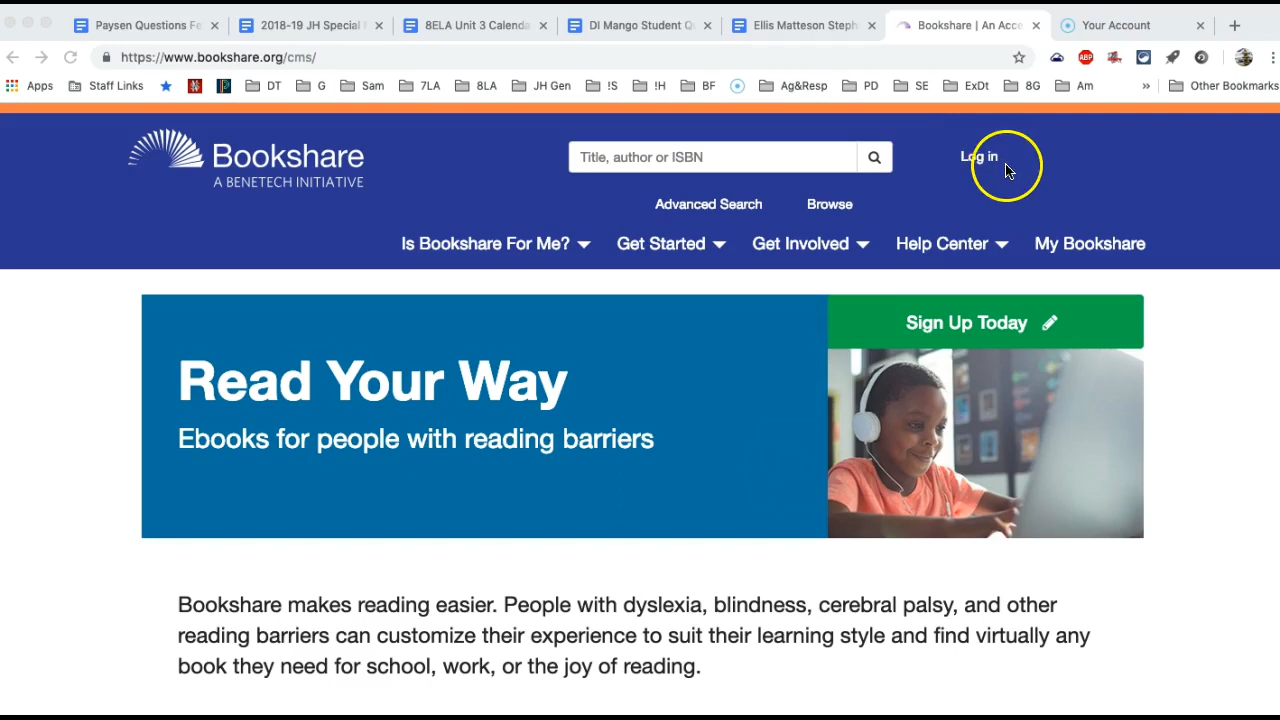 Paysen Questions Fe
2018-19 JH Special
8ELA Unit 3 Calenda
DI Mango Student Q
Ellis Matteson Steph
Bookshare | An Acce
Your Account
https://www.bookshare.org/cms/
ABP
Apps
Staff Links
DT
G
Sam
7LA
8LA
JH Gen
!S
!H
BF
Ag&Resp
PD
SE
ExDt
8G
Am
Other Bookmarks
Bookshare
A BENETECH INITIATIVE
Title, author or ISBN
Log in
Advanced Search
Browse
Is Bookshare For Me?
Get Started
Get Involved
Help Center
My Bookshare
Sign Up Today
Read Your Way
Ebooks for people with reading barriers
Bookshare makes reading easier. People with dyslexia, blindness, cerebral palsy, and other
reading barriers can customize their experience to suit their learning style and find virtually any
book they need for school, work, or the joy of reading.